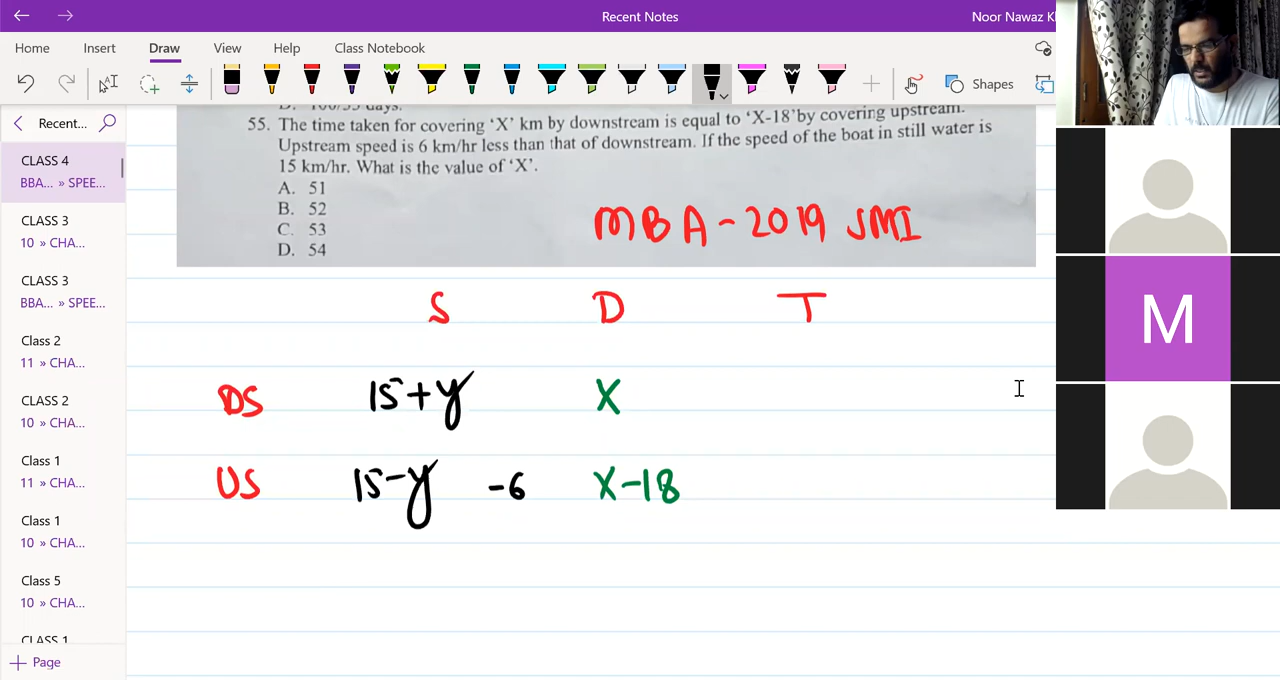 Recent Notes
Noor Nawaz
Home Insert Draw View Help Class Notebook
Shapes
Recent...
CLASS 4
BBA... » SPEE...
CLASS 3
10 » CHA...
CLASS 3
BBA... » SPEE...
Class 2
11 » CHA...
CLASS 2
10 » CHA...
Class 1
11 » CHA...
Class 1
10 » CHA...
Class 5
10 » CHA...
CLASS 1
Page
days.
55. The time taken for covering ‘X’ km by downstream is equal to ‘X-18’by covering upstream.
Upstream speed is 6 km/hr less than that of downstream. If the speed of the boat in still water is
15 km/hr. What is the value of ‘X’.
A. 51
B. 52
C. 53
D. 54
MBA - 2019 SMI
S D T
DS 15+y X
US 15-y -6 X-18
M